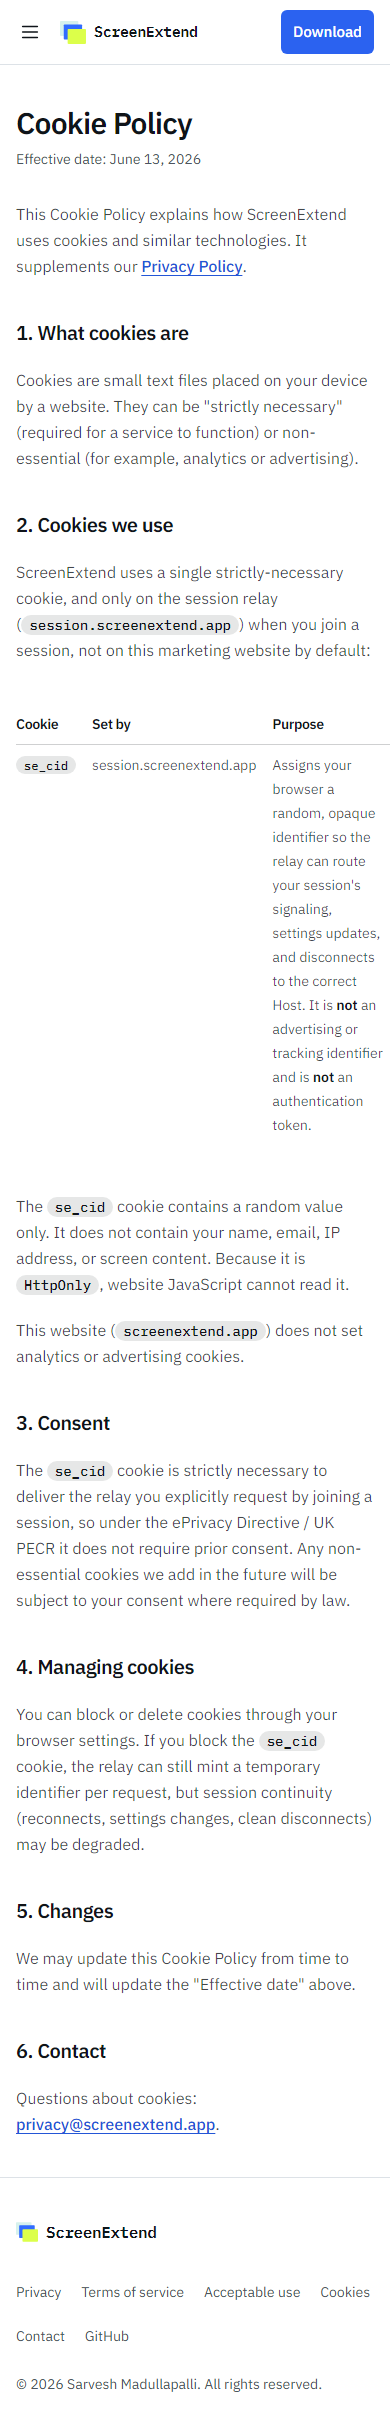 ScreenExtend
Download
Cookie Policy
Effective date: June 13, 2026
This Cookie Policy explains how ScreenExtend
uses cookies and similar technologies. It
supplements our Privacy Policy.
1. What cookies are
Cookies are small text files placed on your device
by a website. They can be "strictly necessary"
(required for a service to function) or non-
essential (for example, analytics or advertising).
2. Cookies we use
ScreenExtend uses a single strictly-necessary
cookie, and only on the session relay
(session.screenextend.app) when you join a
session, not on this marketing website by default:
Cookie Set by Purpose
se_cid session.screenextend.app Assigns your
browser a
random, opaque
identifier so the
relay can route
your session's
signaling,
settings updates,
and disconnects
to the correct
Host. It is not an
advertising or
tracking identifier
and is not an
authentication
token.
The se_cid cookie contains a random value
only. It does not contain your name, email, IP
address, or screen content. Because it is
HttpOnly, website JavaScript cannot read it.
This website (screenextend.app) does not set
analytics or advertising cookies.
3. Consent
The se_cid cookie is strictly necessary to
deliver the relay you explicitly request by joining a
session, so under the ePrivacy Directive / UK
PECR it does not require prior consent. Any non-
essential cookies we add in the future will be
subject to your consent where required by law.
4. Managing cookies
You can block or delete cookies through your
browser settings. If you block the se_cid
cookie, the relay can still mint a temporary
identifier per request, but session continuity
(reconnects, settings changes, clean disconnects)
may be degraded.
5. Changes
We may update this Cookie Policy from time to
time and will update the "Effective date" above.
6. Contact
Questions about cookies:
privacy@screenextend.app.
ScreenExtend
Privacy Terms of service Acceptable use Cookies
Contact GitHub
© 2026 Sarvesh Madullapalli. All rights reserved.